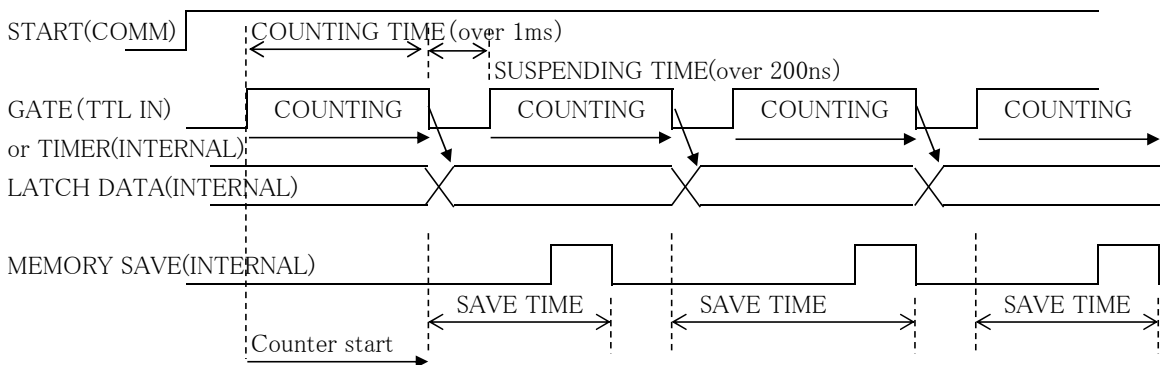 START(COMM)
COUNTING TIME(over 1ms)
SUSPENDING TIME(over 200ns)
GATE(TTL IN)
COUNTING
COUNTING
COUNTING
COUNTING
or TIMER(INTERNAL)
LATCH DATA(INTERNAL)
MEMORY SAVE(INTERNAL)
SAVE TIME
SAVE TIME
SAVE TIME
Counter start